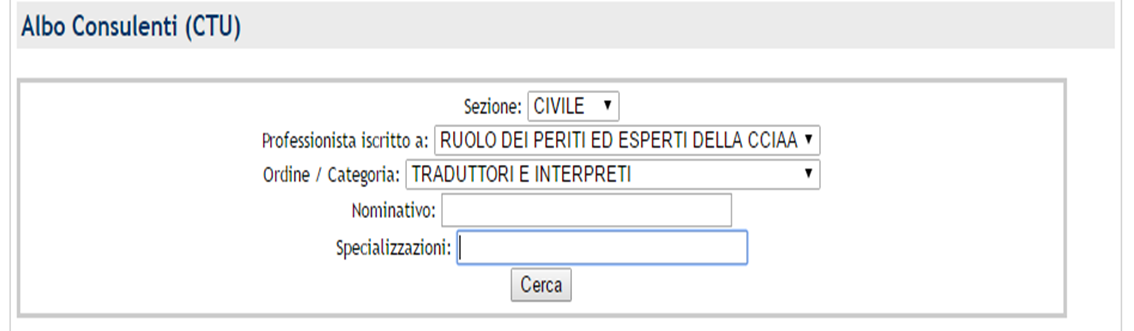 Albo Consulenti (CTU)
Sezione: CIVILE
Professionista iscritto a: RUOLO DEI PERITI ED ESPERTI DELLA CCIAA
Ordine / Categoria: TRADUTTORI E INTERPRETI
Nominativo:
Specializzazioni:
Cerca